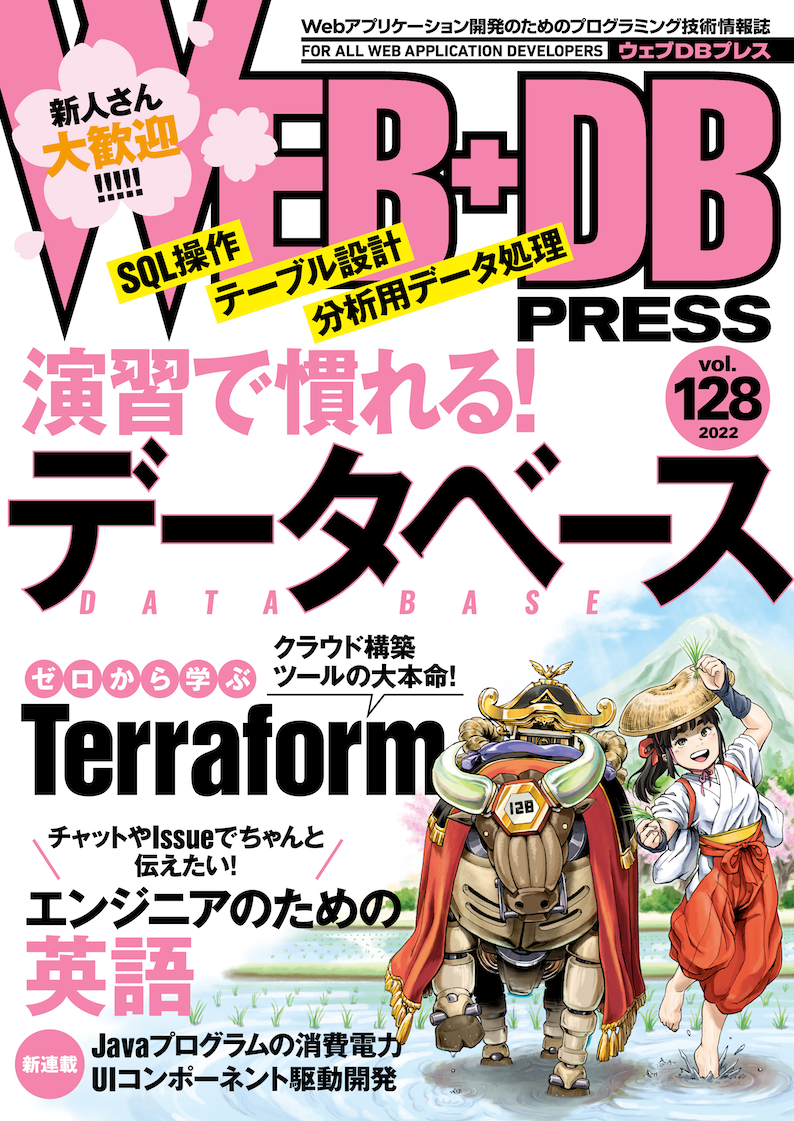 Webアプリケーション開発のためのプログラミング技術情報誌
FOR ALL WEB APPLICATION DEVELOPERS ウェブDBプレス
WEB+DB
PRESS
新人さん
大歓迎
!!!!!
SQL操作
テーブル設計
分析用データ処理
vol.
128
2022
演習で慣れる!
データベース
DATABASE
クラウド構築
ツールの大本命!
ゼロから学ぶ
Terraform
128
チャットやIssueでちゃんと
伝えたい!
エンジニアのための
英語
新連載
Javaプログラムの消費電力
UIコンポーネント駆動開発